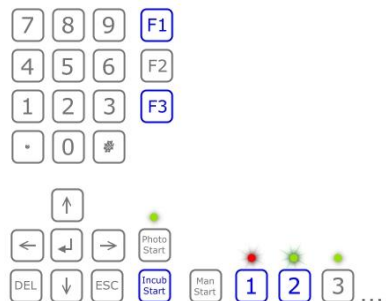 7 8 9 F1
4 5 6 F2
1 2 3 F3
· 0 #
↑
← ↵ → Photo Start
DEL ↓ ESC Incub Start Man Start 1 2 3 ...